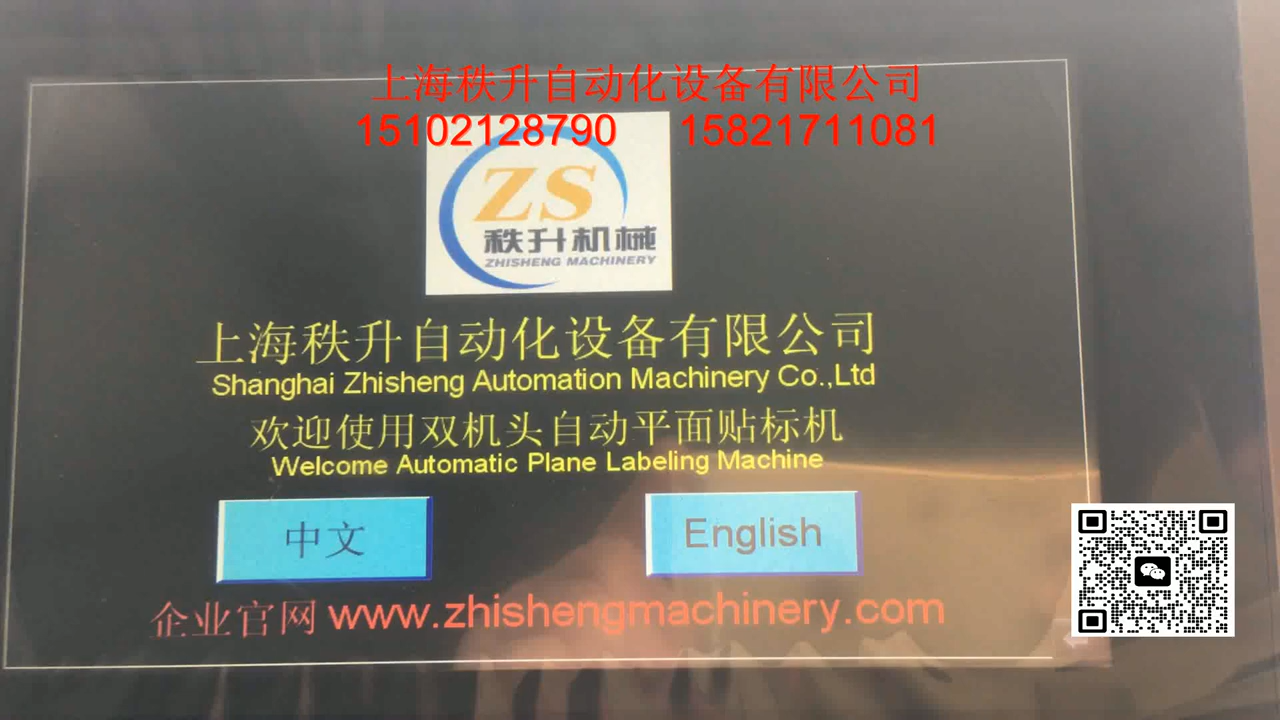 上海秩升自动化设备有限公司
15102128790 15821711081
ZS
秩升机械
ZHISHENG MACHINERY
上海秩升自动化设备有限公司
Shanghai Zhisheng Automation Machinery Co.,Ltd
欢迎使用双机头自动平面贴标机
Welcome Automatic Plane Labeling Machine
中文 English
企业官网 www.zhishengmachinery.com